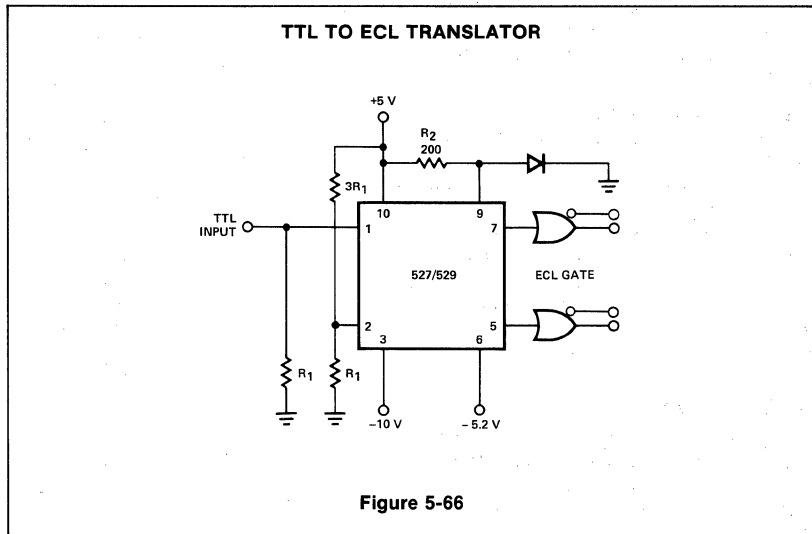 TTL TO ECL TRANSLATOR
+5 V
R2
200
3R1
10
9
TTL
INPUT
1
7
527/529
ECL GATE
2
5
3
6
R1
R1
–10 V
– 5.2 V
Figure 5-66